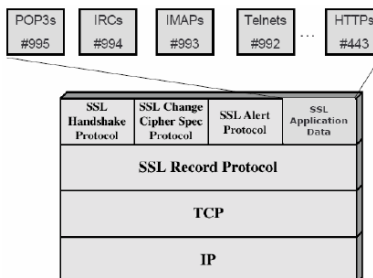 POP3s IRCs IMAPs Telnets HTTPs
#995 #994 #993 #992 ... #443
SSL Handshake Protocol
SSL Change Cipher Spec Protocol
SSL Alert Protocol
SSL Application Data
SSL Record Protocol
TCP
IP